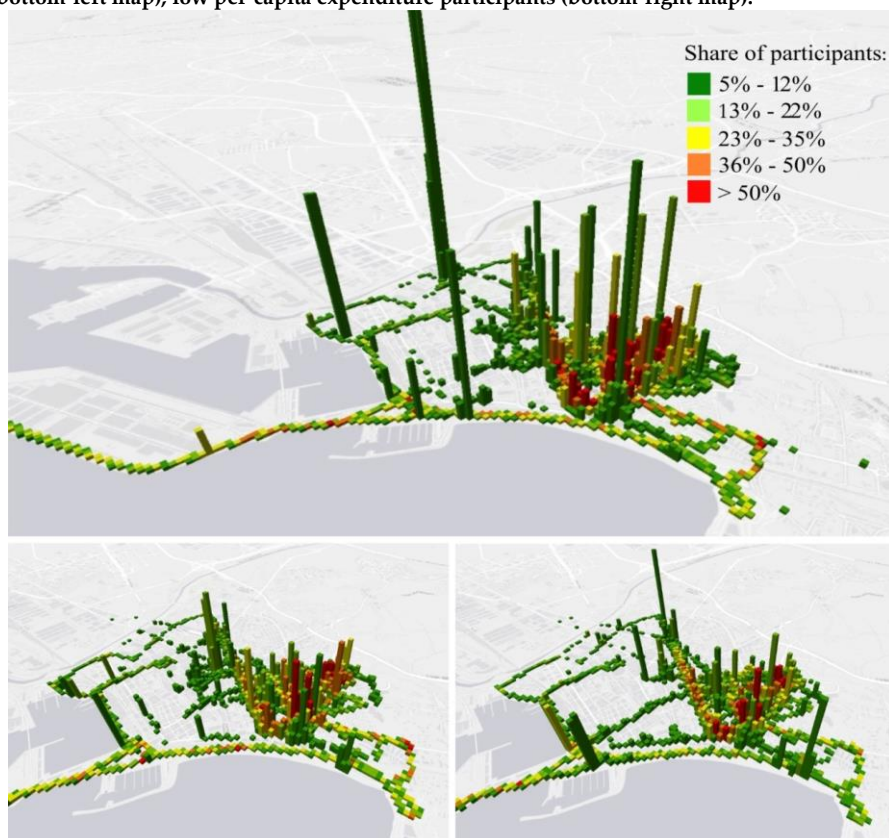 bottom-left map), low per capita expenditure participants (bottom-right map).
Share of participants:
5% - 12%
13% - 22%
23% - 35%
36% - 50%
> 50%